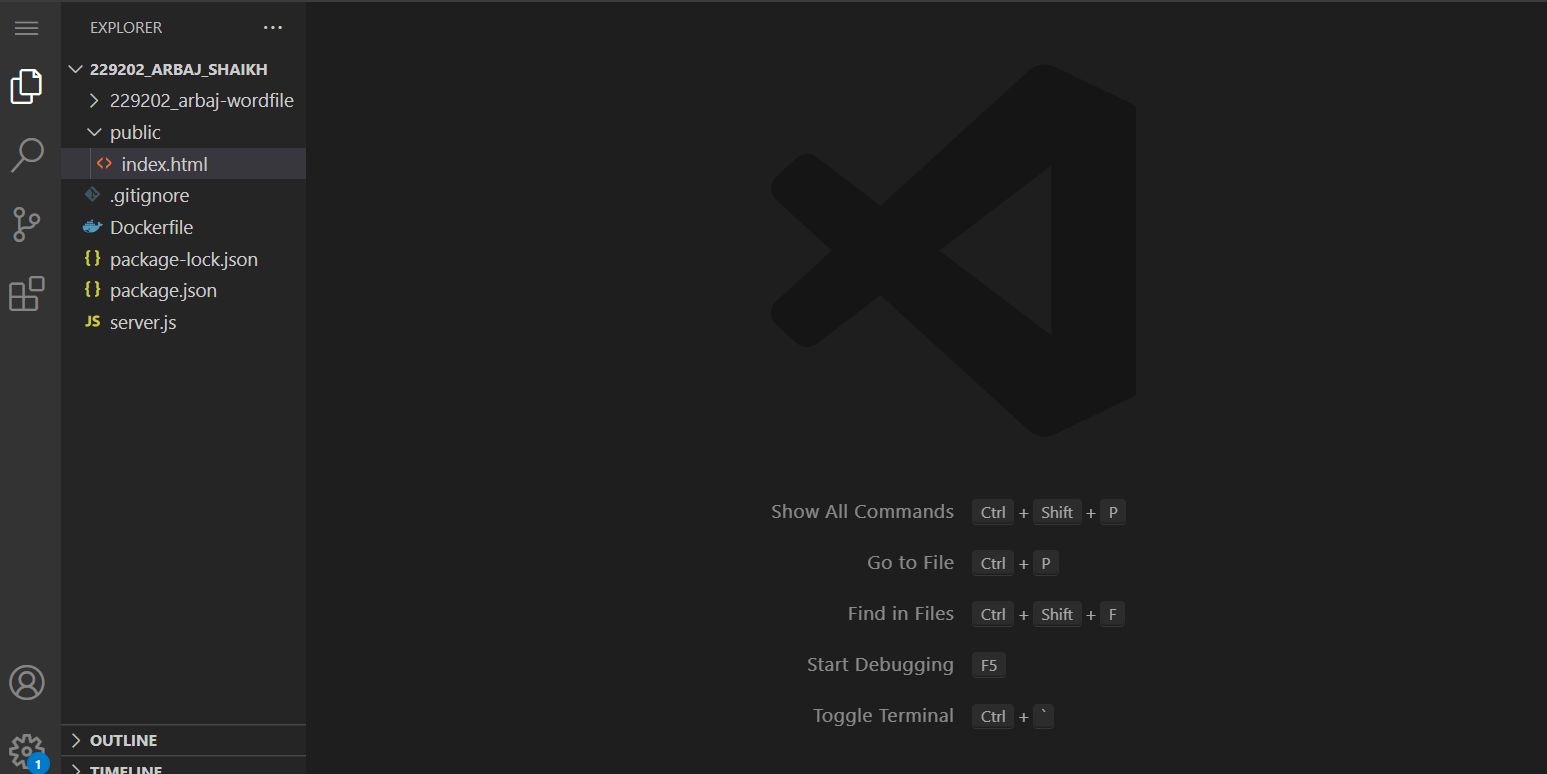 EXPLORER
229202_ARBAJ_SHAIKH
229202_arbaj-wordfile
public
<> index.html
.gitignore
Dockerfile
{} package-lock.json
{} package.json
JS server.js
Show All Commands Ctrl + Shift + P
Go to File Ctrl + P
Find in Files Ctrl + Shift + F
Start Debugging F5
Toggle Terminal Ctrl + `
OUTLINE
1
TIMELINE